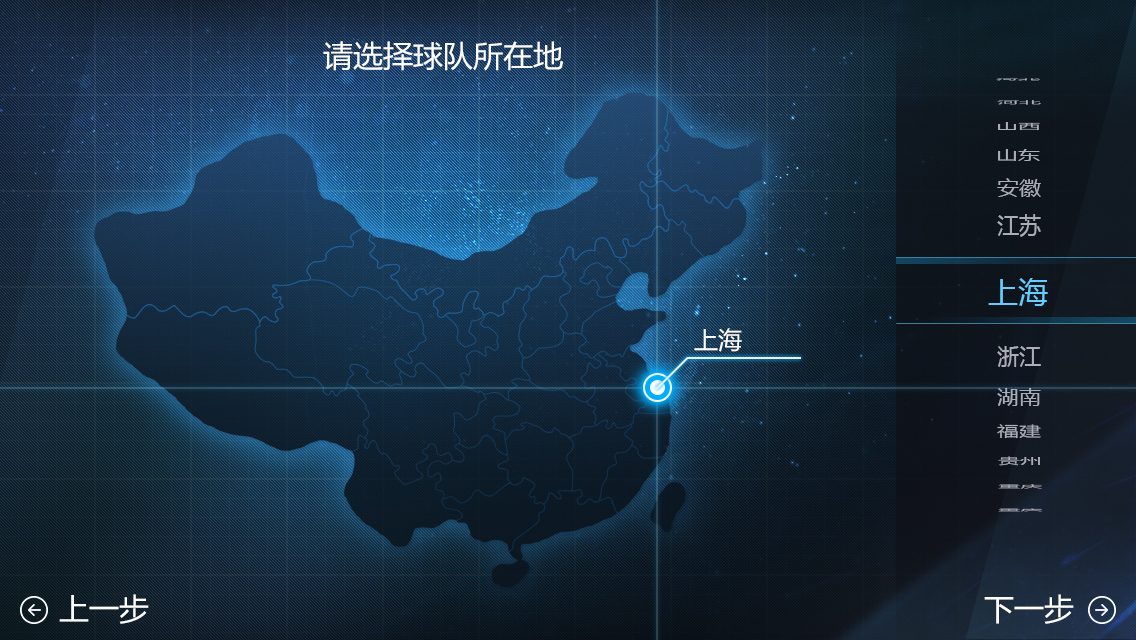 请选择球队所在地
河北
山西
山东
安徽
江苏
上海
上海
浙江
湖南
福建
贵州
重庆
重庆
上一步
下一步